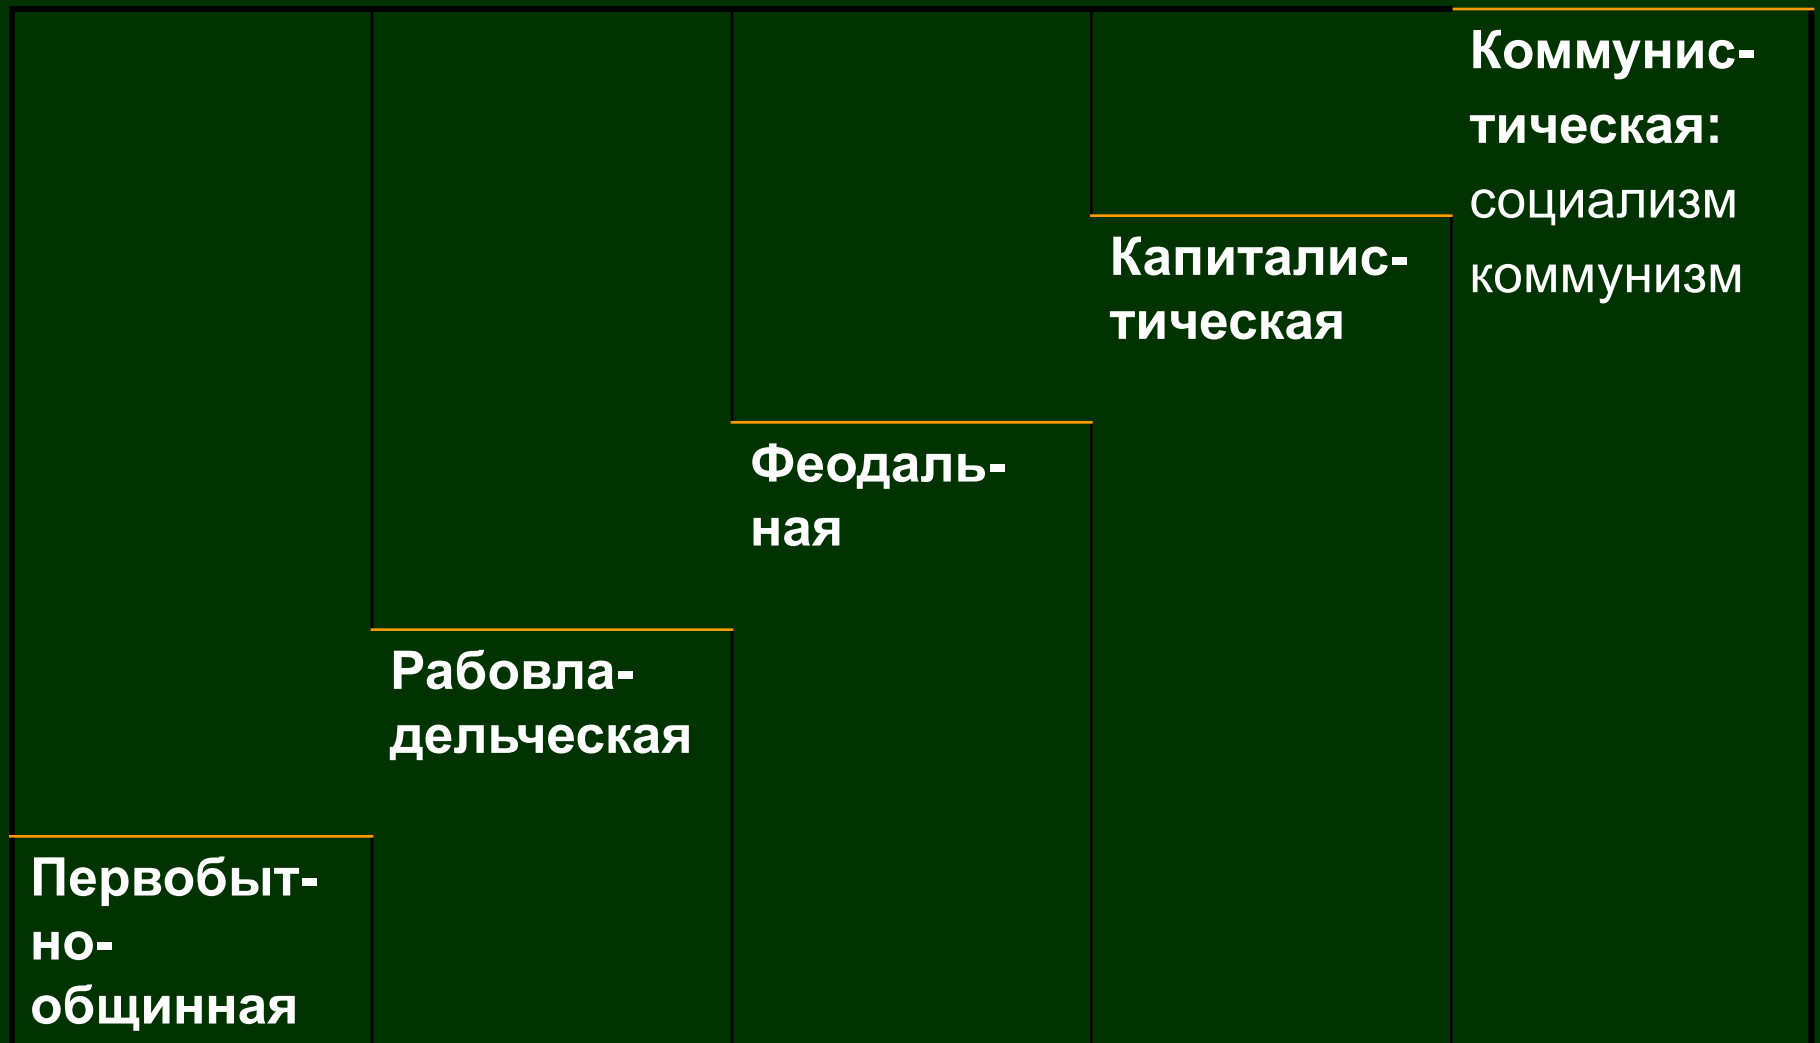 Коммунис-
тическая:
социализм
коммунизм
Капиталис-
тическая
Феодаль-
ная
Рабовла-
дельческая
Первобыт-
но-
общинная